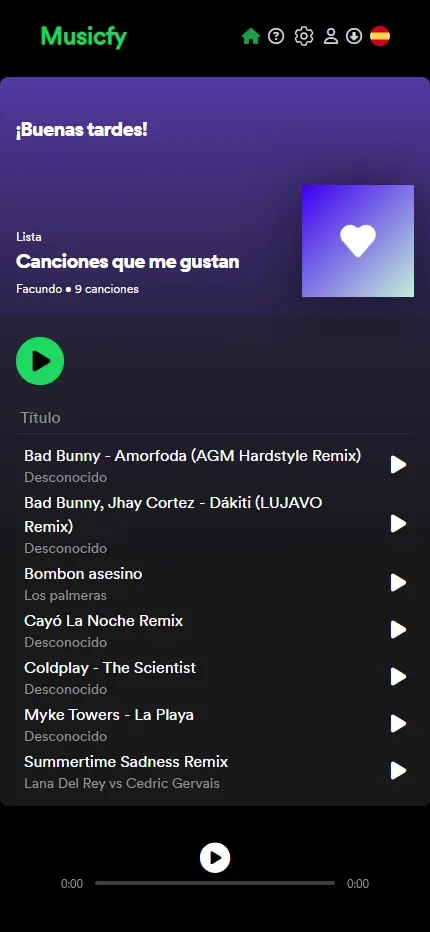 Musicfy
¡Buenas tardes!
Lista
Canciones que me gustan
Facundo • 9 canciones
Título
Bad Bunny - Amorfoda (AGM Hardstyle Remix)
Desconocido
Bad Bunny, Jhay Cortez - Dákiti (LUJAVO
Remix)
Desconocido
Bombon asesino
Los palmeras
Cayó La Noche Remix
Desconocido
Coldplay - The Scientist
Desconocido
Myke Towers - La Playa
Desconocido
Summertime Sadness Remix
Lana Del Rey vs Cedric Gervais
0:00 0:00